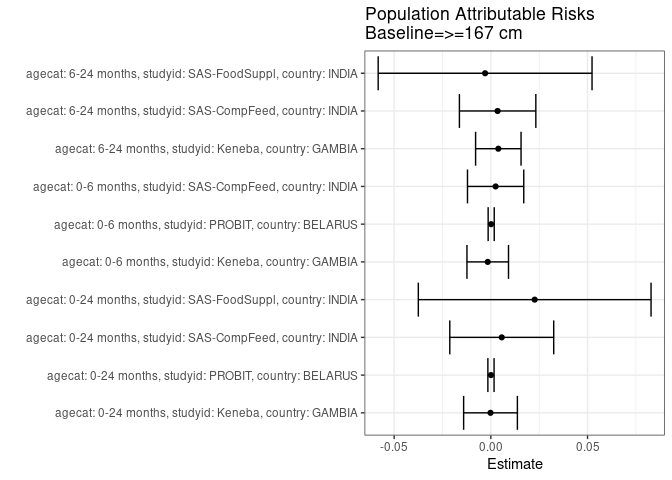 Population Attributable Risks
Baseline=>=167 cm
agecat: 6-24 months, studyid: SAS-FoodSuppl, country: INDIA
agecat: 6-24 months, studyid: SAS-CompFeed, country: INDIA
agecat: 6-24 months, studyid: Keneba, country: GAMBIA
agecat: 0-6 months, studyid: SAS-CompFeed, country: INDIA
agecat: 0-6 months, studyid: PROBIT, country: BELARUS
agecat: 0-6 months, studyid: Keneba, country: GAMBIA
agecat: 0-24 months, studyid: SAS-FoodSuppl, country: INDIA
agecat: 0-24 months, studyid: SAS-CompFeed, country: INDIA
agecat: 0-24 months, studyid: PROBIT, country: BELARUS
agecat: 0-24 months, studyid: Keneba, country: GAMBIA
-0.05 0.00 0.05
Estimate